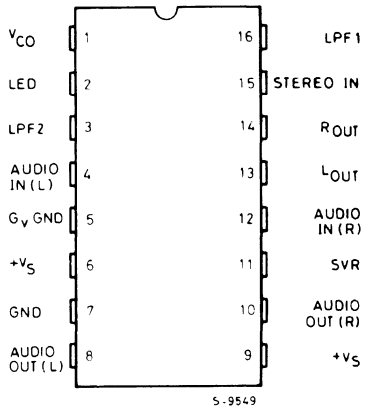 VCO 1 16 LPF1
LED 2 15 STEREO IN
LPF2 3 14 ROUT
AUDIO
IN(L) 4 13 LOUT
GV GND 5 12 AUDIO
IN(R)
+VS 6 11 SVR
GND 7 10 AUDIO
OUT(R)
AUDIO
OUT(L) 8 9 +VS
S-9549